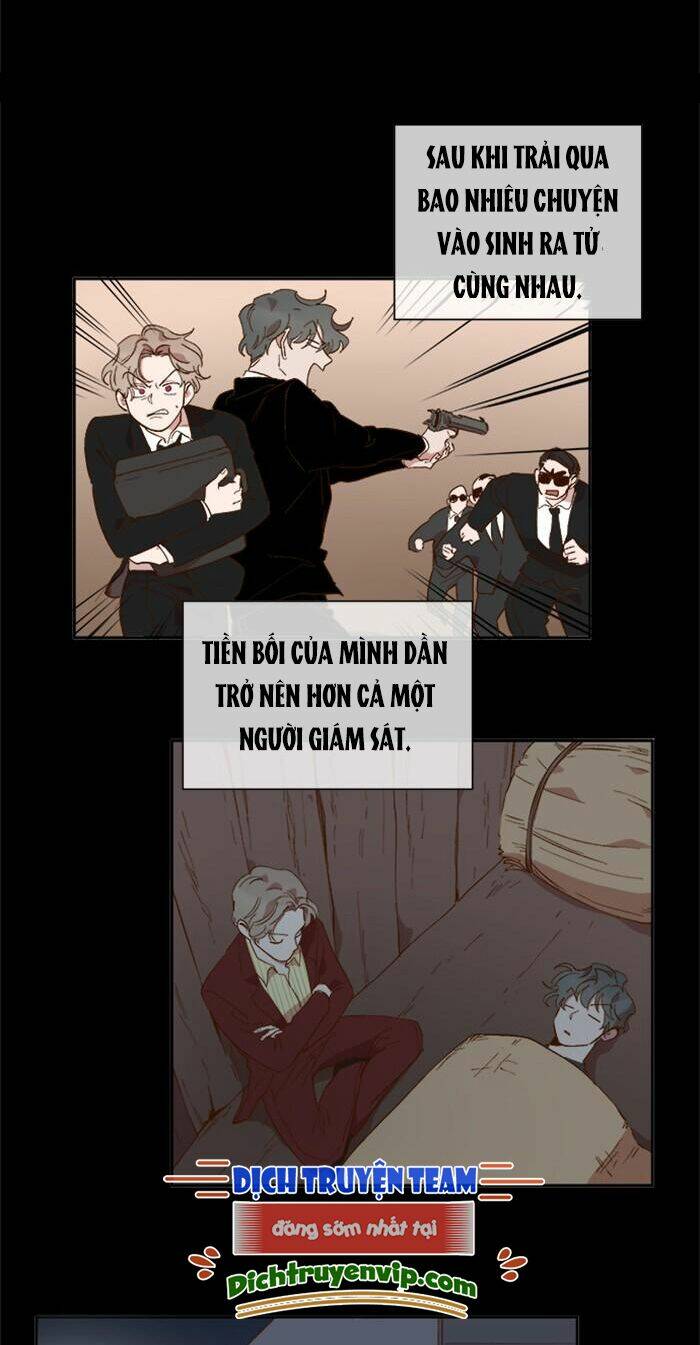 SAU KHI TRẢI QUA
BAO NHIÊU CHUYỆN
VÀO SINH RA TỬ
CÙNG NHAU.
TIỀN BỐI CỦA MÌNH DẦN
TRỞ NÊN HƠN CẢ MỘT
NGƯỜI GIÁM SÁT.
DỊCH TRUYỆN TEAM
đăng sớm nhất tại
Dichtruyenvip.com